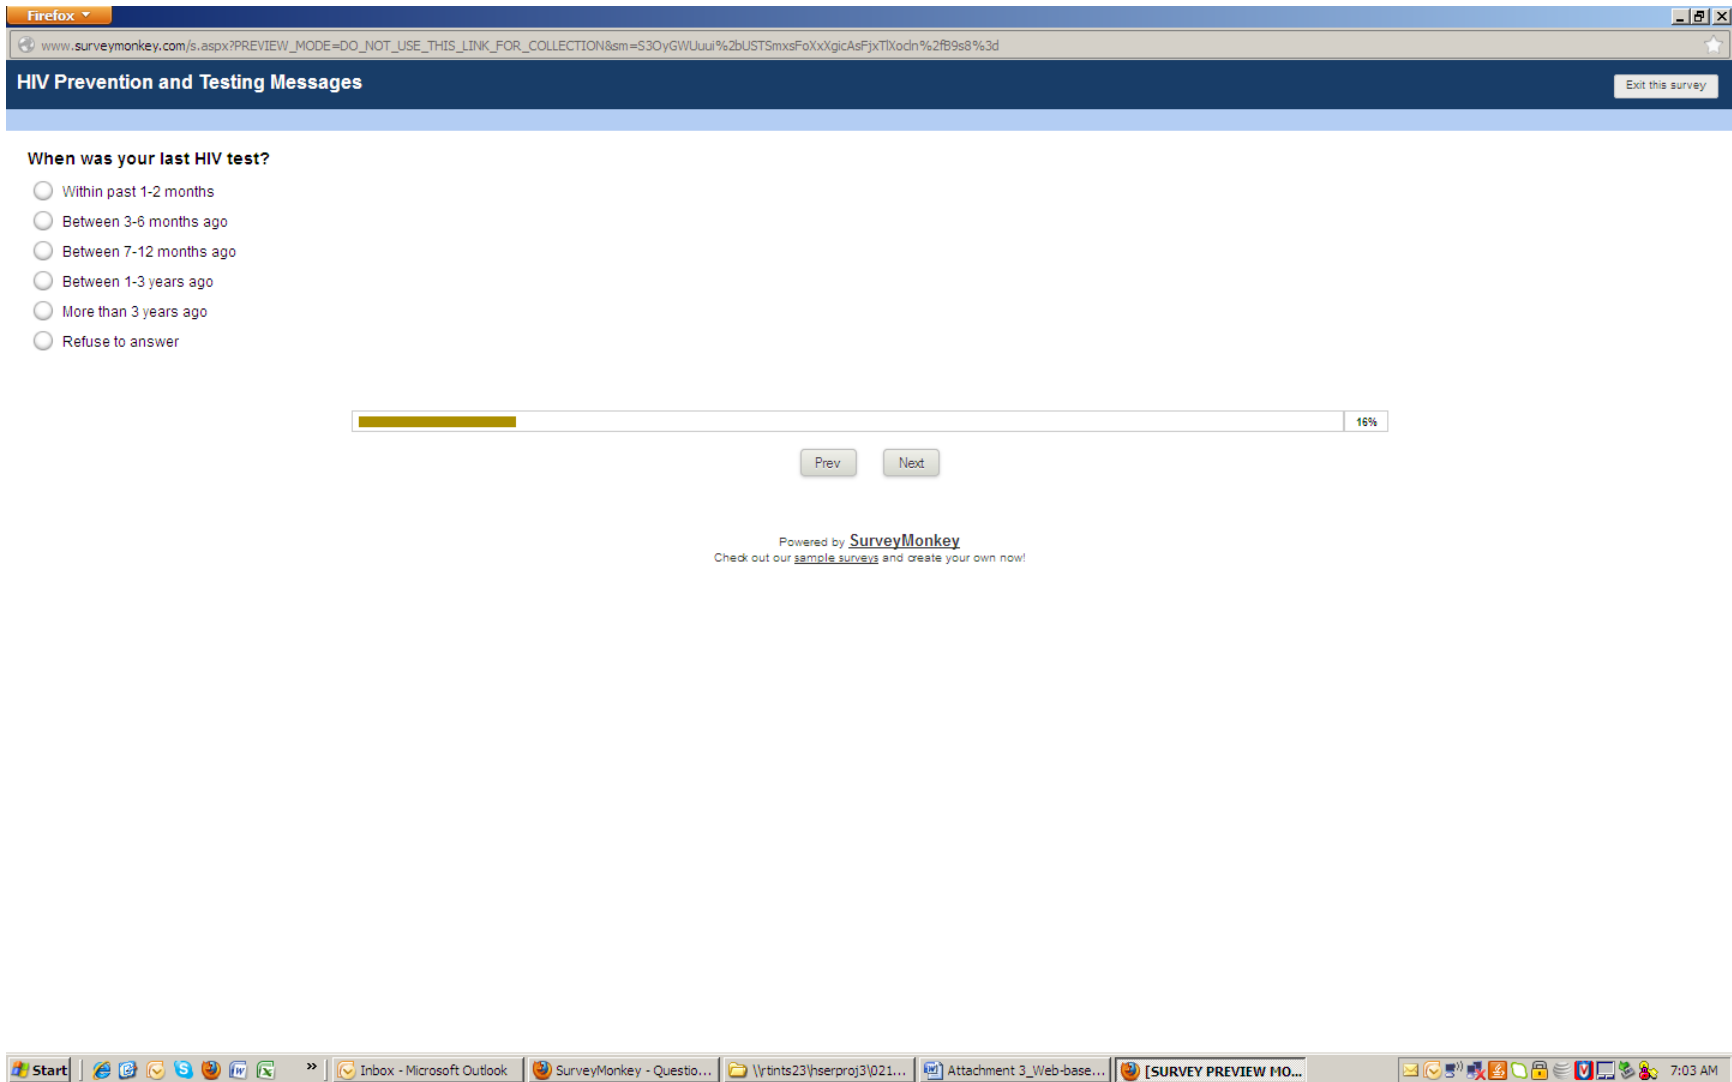 Firefox
www.surveymonkey.com/s.aspx?PREVIEW_MODE=DO_NOT_USE_THIS_LINK_FOR_COLLECTION&sm=S3OyGWUuui%2bUSTSmxsFoXxXgicAsFjxTlXocln%2fB9s8%3d
HIV Prevention and Testing Messages
Exit this survey
When was your last HIV test?
Within past 1-2 months
Between 3-6 months ago
Between 7-12 months ago
Between 1-3 years ago
More than 3 years ago
Refuse to answer
16%
Prev Next
Powered by SurveyMonkey
Check out our sample surveys and create your own now!
Start » Inbox - Microsoft Outlook SurveyMonkey - Questio... \\rtints23\hserproj3\021... Attachment 3_Web-base... [SURVEY PREVIEW MO... 7:03 AM